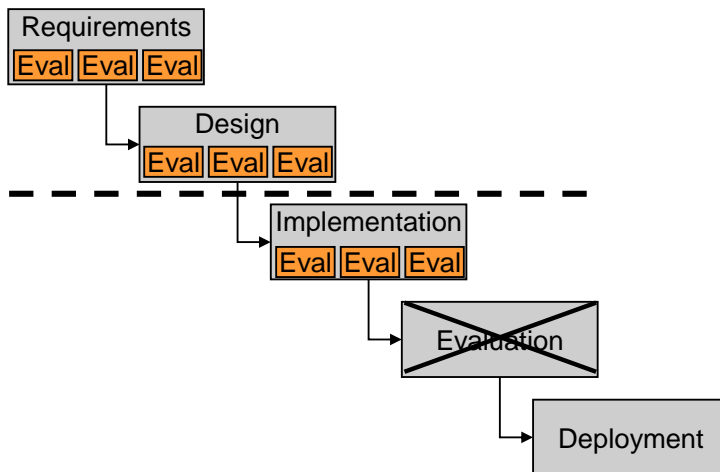 Requirements
Eval Eval Eval
Design
Eval Eval Eval
Implementation
Eval Eval Eval
Evaluation
Deployment